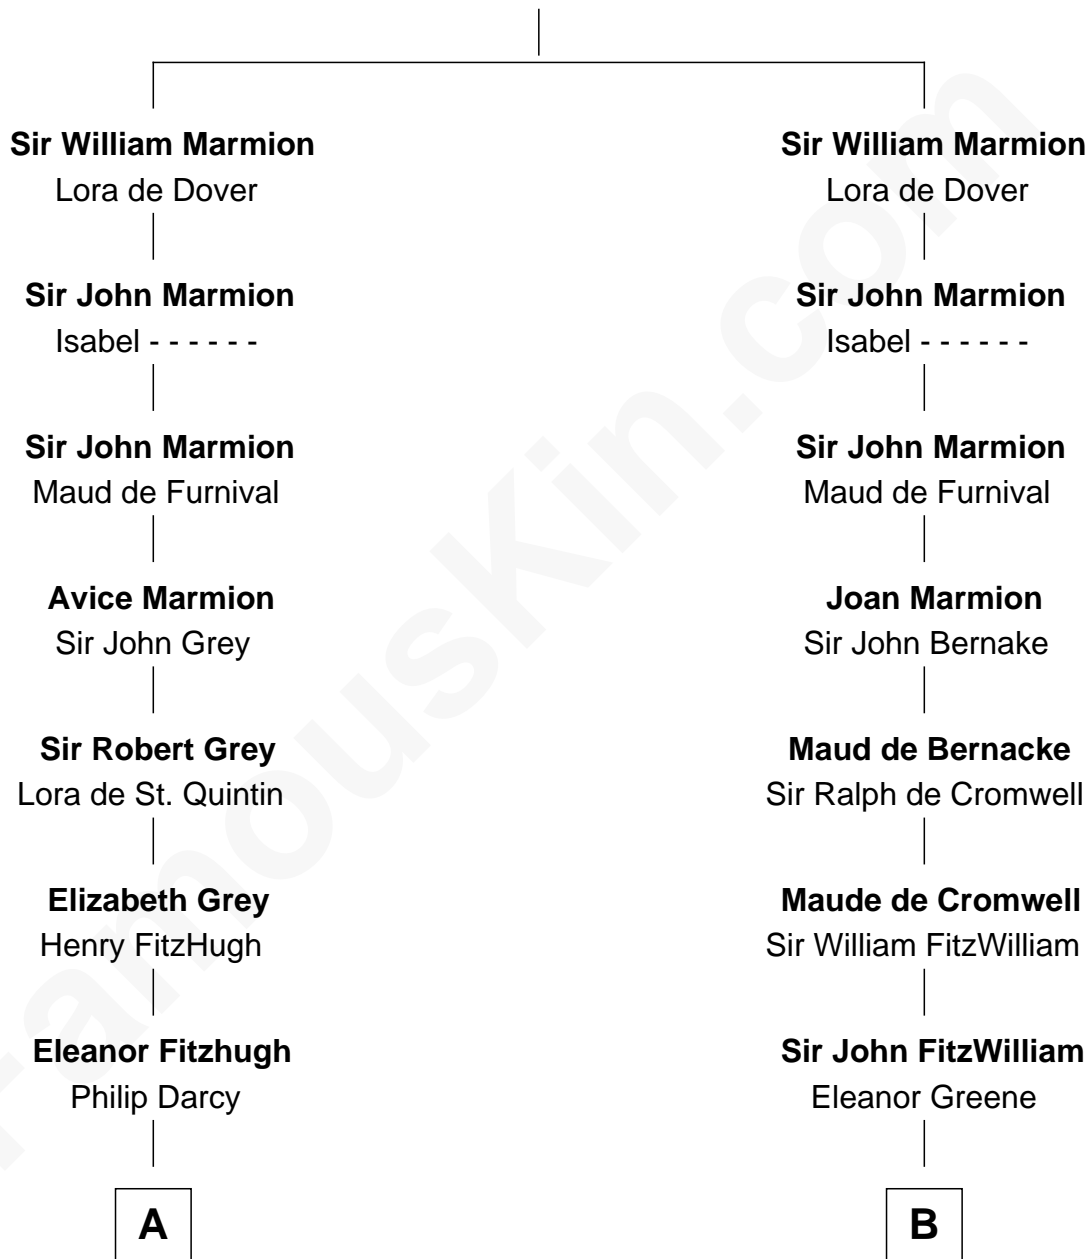 Sir William Marmion
Lora de Dover
Sir John Marmion
Isabel - - - - - -
Sir John Marmion
Maud de Furnival
Avice Marmion
Sir John Grey
Sir Robert Grey
Lora de St. Quintin
Elizabeth Grey
Henry FitzHugh
Eleanor Fitzhugh
Philip Darcy
A
Sir William Marmion
Lora de Dover
Sir John Marmion
Isabel - - - - - -
Sir John Marmion
Maud de Furnival
Joan Marmion
Sir John Bernake
Maud de Bernacke
Sir Ralph de Cromwell
Maude de Cromwell
Sir William FitzWilliam
Sir John FitzWilliam
Eleanor Greene
B
FamousKin.com